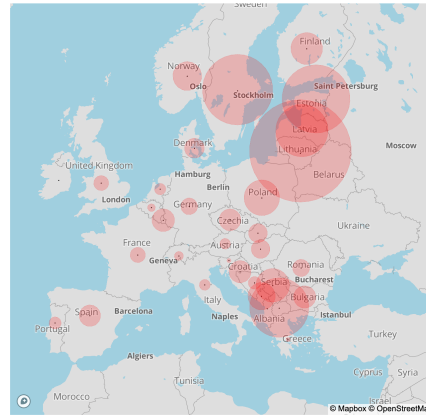 Sweden
Finland
Norway
Oslo
Saint Petersburg
Stockholm
Estonia
Latvia
Moscow
Denmark
Lithuania
United Kingdom
Hamburg
Belarus
Berlin
London
Poland
Germany
Czechia
Ukraine
France
Austria
Geneva
Croatia
Romania
Serbia
Bucharest
Italy
Bulgaria
Spain
Barcelona
Portugal
Naples
Albania
Istanbul
Greece
Turkey
Algiers
Cyprus
Syria
Tunisia
Morocco
Israel
© Mapbox © OpenStreetMa